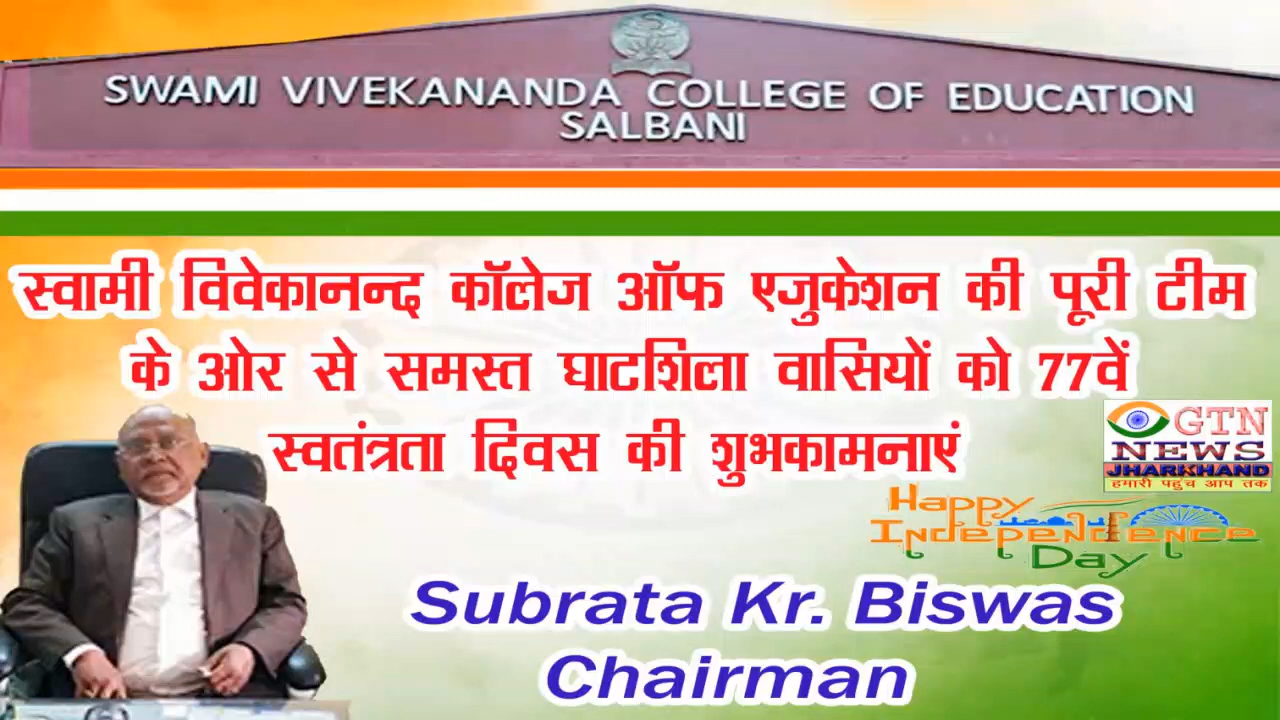 SWAMI VIVEKANANDA COLLEGE OF EDUCATION
SALBANI
स्वामी विवेकानन्द कॉलेज ऑफ एजुकेशन की पूरी टीम
के ओर से समस्त घाटशिला वासियों को 77वें
स्वतंत्रता दिवस की शुभकामनाएं
GTN
NEWS
JHARKHAND
हमारी पहुंच आप तक
Happy
Independence
Day
Subrata Kr. Biswas
Chairman